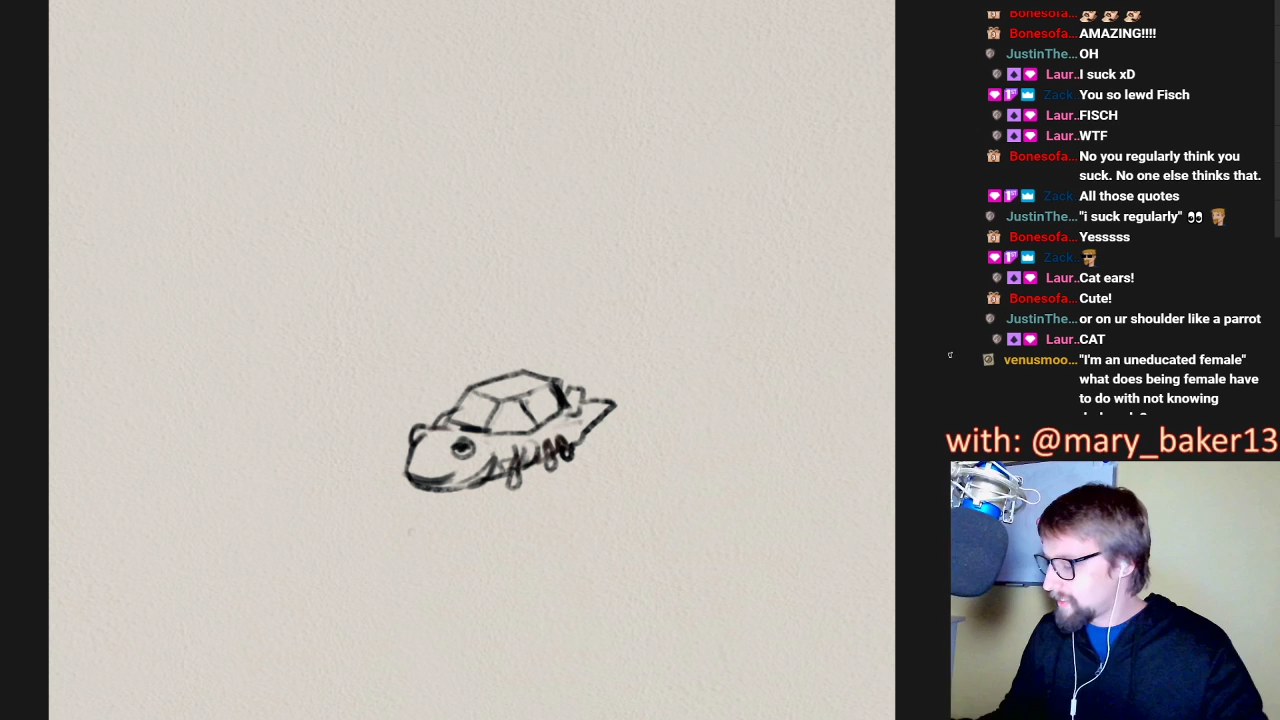 Bonesofa...
Bonesofa... AMAZING!!!!
JustinThe... OH
Laur.. I suck xD
Zack. You so lewd Fisch
Laur.. FISCH
Laur.. WTF
Bonesofa... No you regularly think you
suck. No one else thinks that.
Zack. All those quotes
JustinThe... "i suck regularly"
Bonesofa... Yesssss
Zack.
Laur.. Cat ears!
Bonesofa... Cute!
JustinThe... or on ur shoulder like a parrot
Laur.. CAT
venusmoo... "I'm an uneducated female"
what does being female have
to do with not knowing
with: @mary_baker13